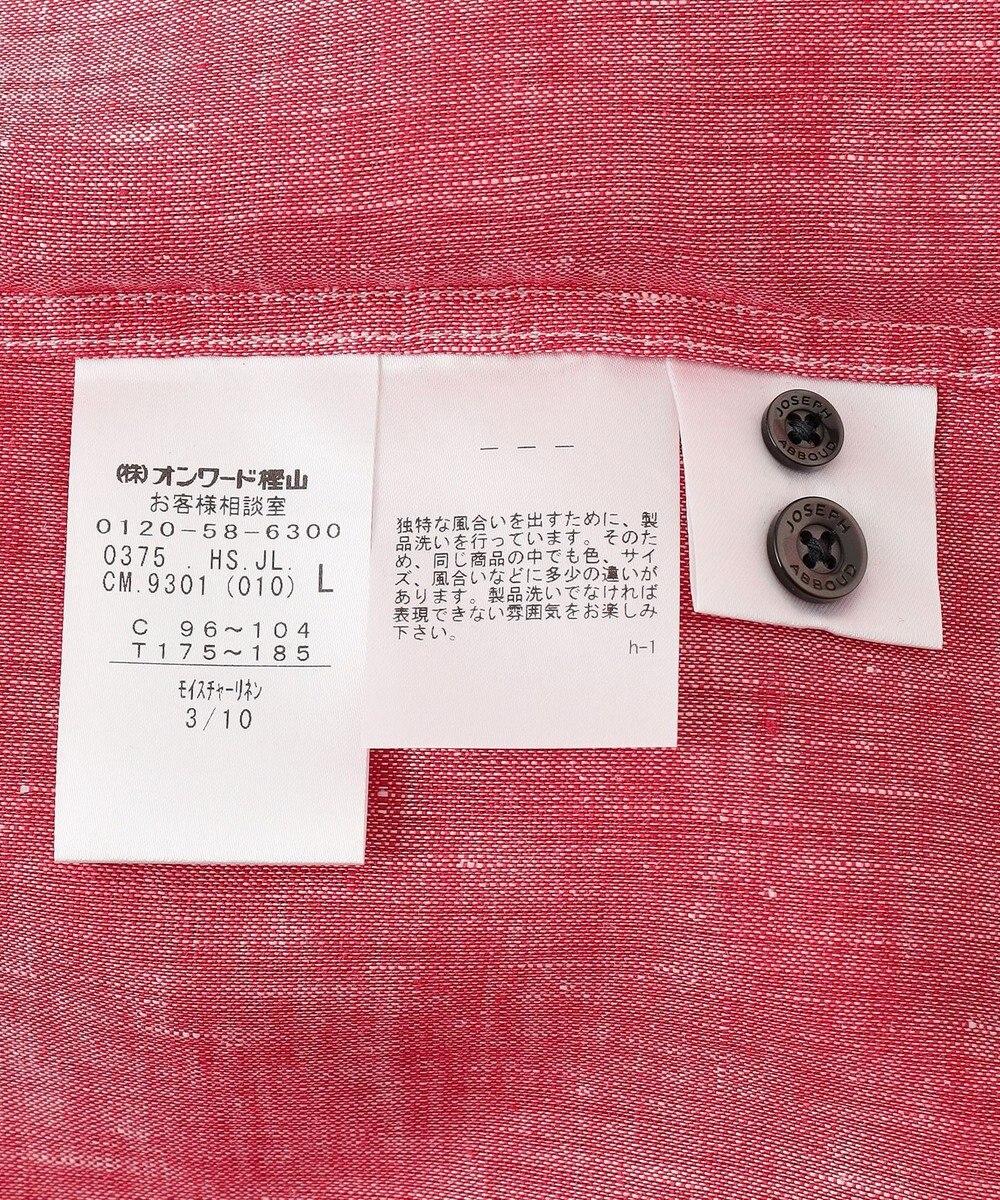 (株)オンワード樫山
お客様相談室
0120-58-6300
0375 . HS.JL.
CM.9301 (010) L
C 96～104
T175～185
モイスチャーリネン
3/10
― ― ―
独特な風合いを出すために、製
品洗いを行っています。そのた
め、同じ商品の中でも色、サイ
ズ、風合いなどに多少の違いが
あります。製品洗いでなければ
表現できない雰囲気をお楽しみ
下さい。
h-1
JOSEPH
ABBOUD
JOSEPH
ABBOUD